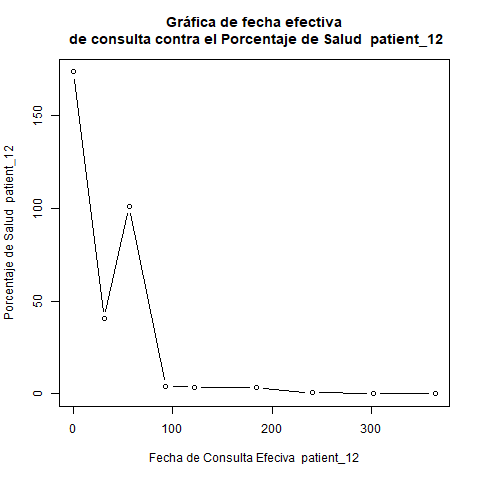 Gráfica de fecha efectiva
de consulta contra el Porcentaje de Salud patient_12
Porcentaje de Salud patient_12
150
100
50
0
0 100 200 300
Fecha de Consulta Efeciva patient_12